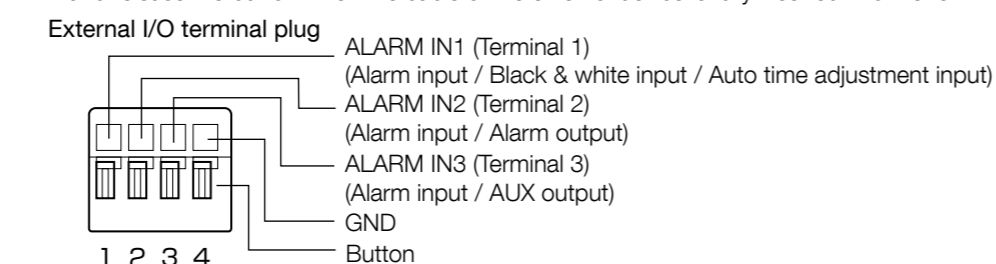 External I/O terminal plug
ALARM IN1 (Terminal 1)
(Alarm input / Black & white input / Auto time adjustment input)
ALARM IN2 (Terminal 2)
(Alarm input / Alarm output)
ALARM IN3 (Terminal 3)
(Alarm input / AUX output)
GND
Button
1 2 3 4